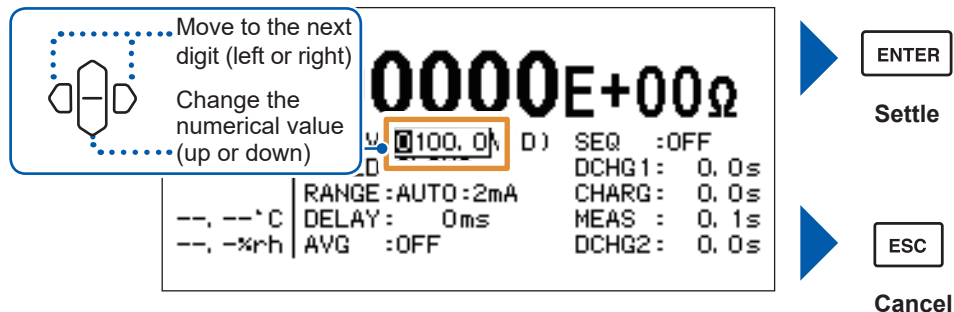 Move to the next
digit (left or right)
Change the
numerical value
(up or down)
0000E+00Ω
0100.0
D)
SEQ :OFF
DCHG1: 0.0s
RANGE:AUTO:2mA
CHARG: 0.0s
--.--°C
DELAY: 0ms
MEAS : 0.1s
--.-%rh
AVG :OFF
DCHG2: 0.0s
ENTER
Settle
ESC
Cancel